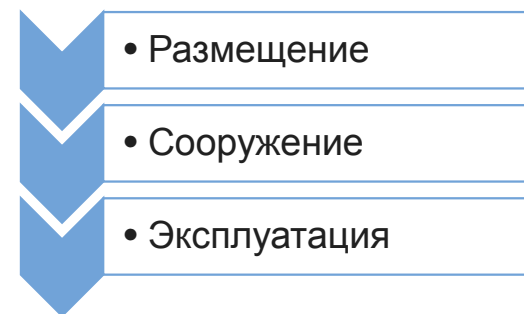 • Размещение
• Сооружение
• Эксплуатация